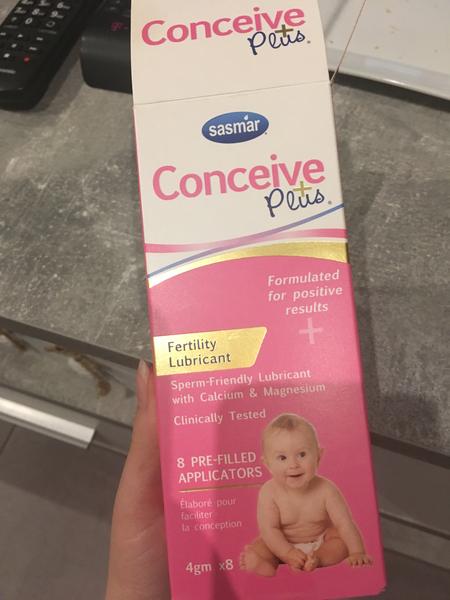 Conceive
Plus®
sasmar®
Conceive
Plus®
Formulated
for positive
results
+
Fertility
Lubricant
Sperm-Friendly Lubricant
with Calcium & Magnesium
Clinically Tested
8 PRE-FILLED
APPLICATORS
Élaboré pour
faciliter
la conception
4gm x8